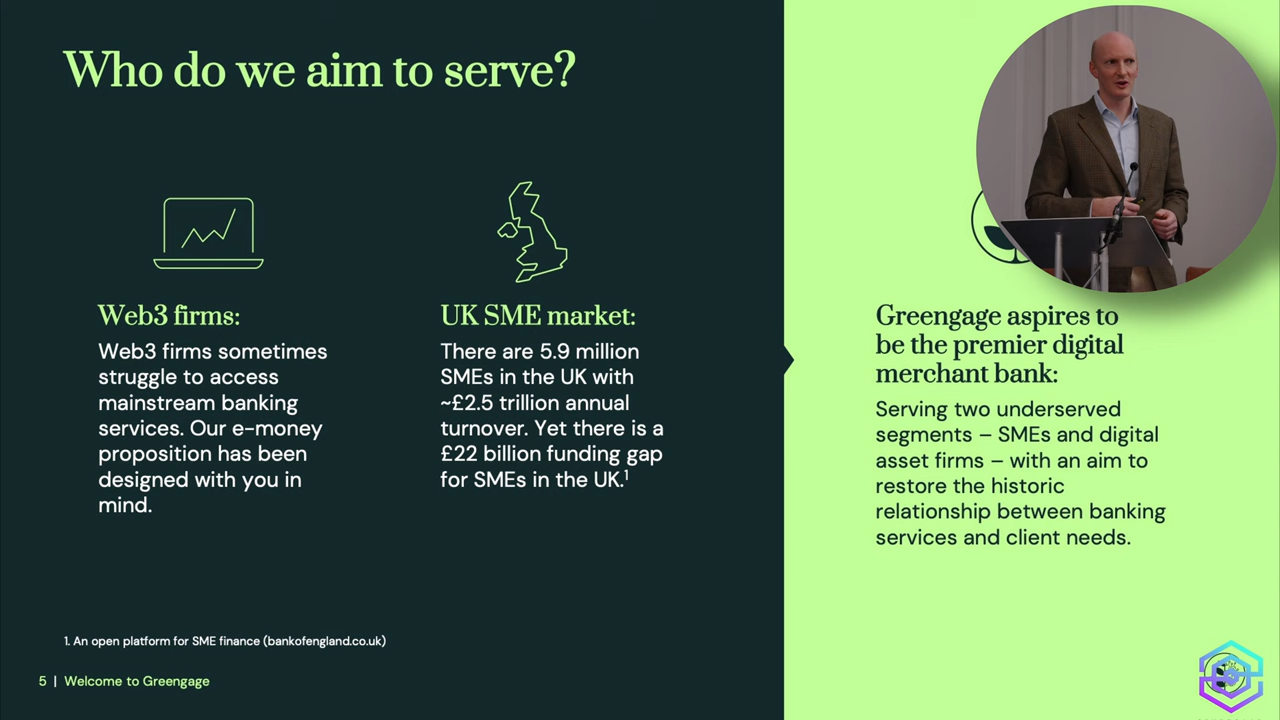 Who do we aim to serve?
Web3 firms:
Web3 firms sometimes
struggle to access
mainstream banking
services. Our e-money
proposition has been
designed with you in
mind.
UK SME market:
There are 5.9 million
SMEs in the UK with
~£2.5 trillion annual
turnover. Yet there is a
£22 billion funding gap
for SMEs in the UK.1
Greengage aspires to
be the premier digital
merchant bank:
Serving two underserved
segments – SMEs and digital
asset firms – with an aim to
restore the historic
relationship between banking
services and client needs.
1. An open platform for SME finance (bankofengland.co.uk)
5 | Welcome to Greengage